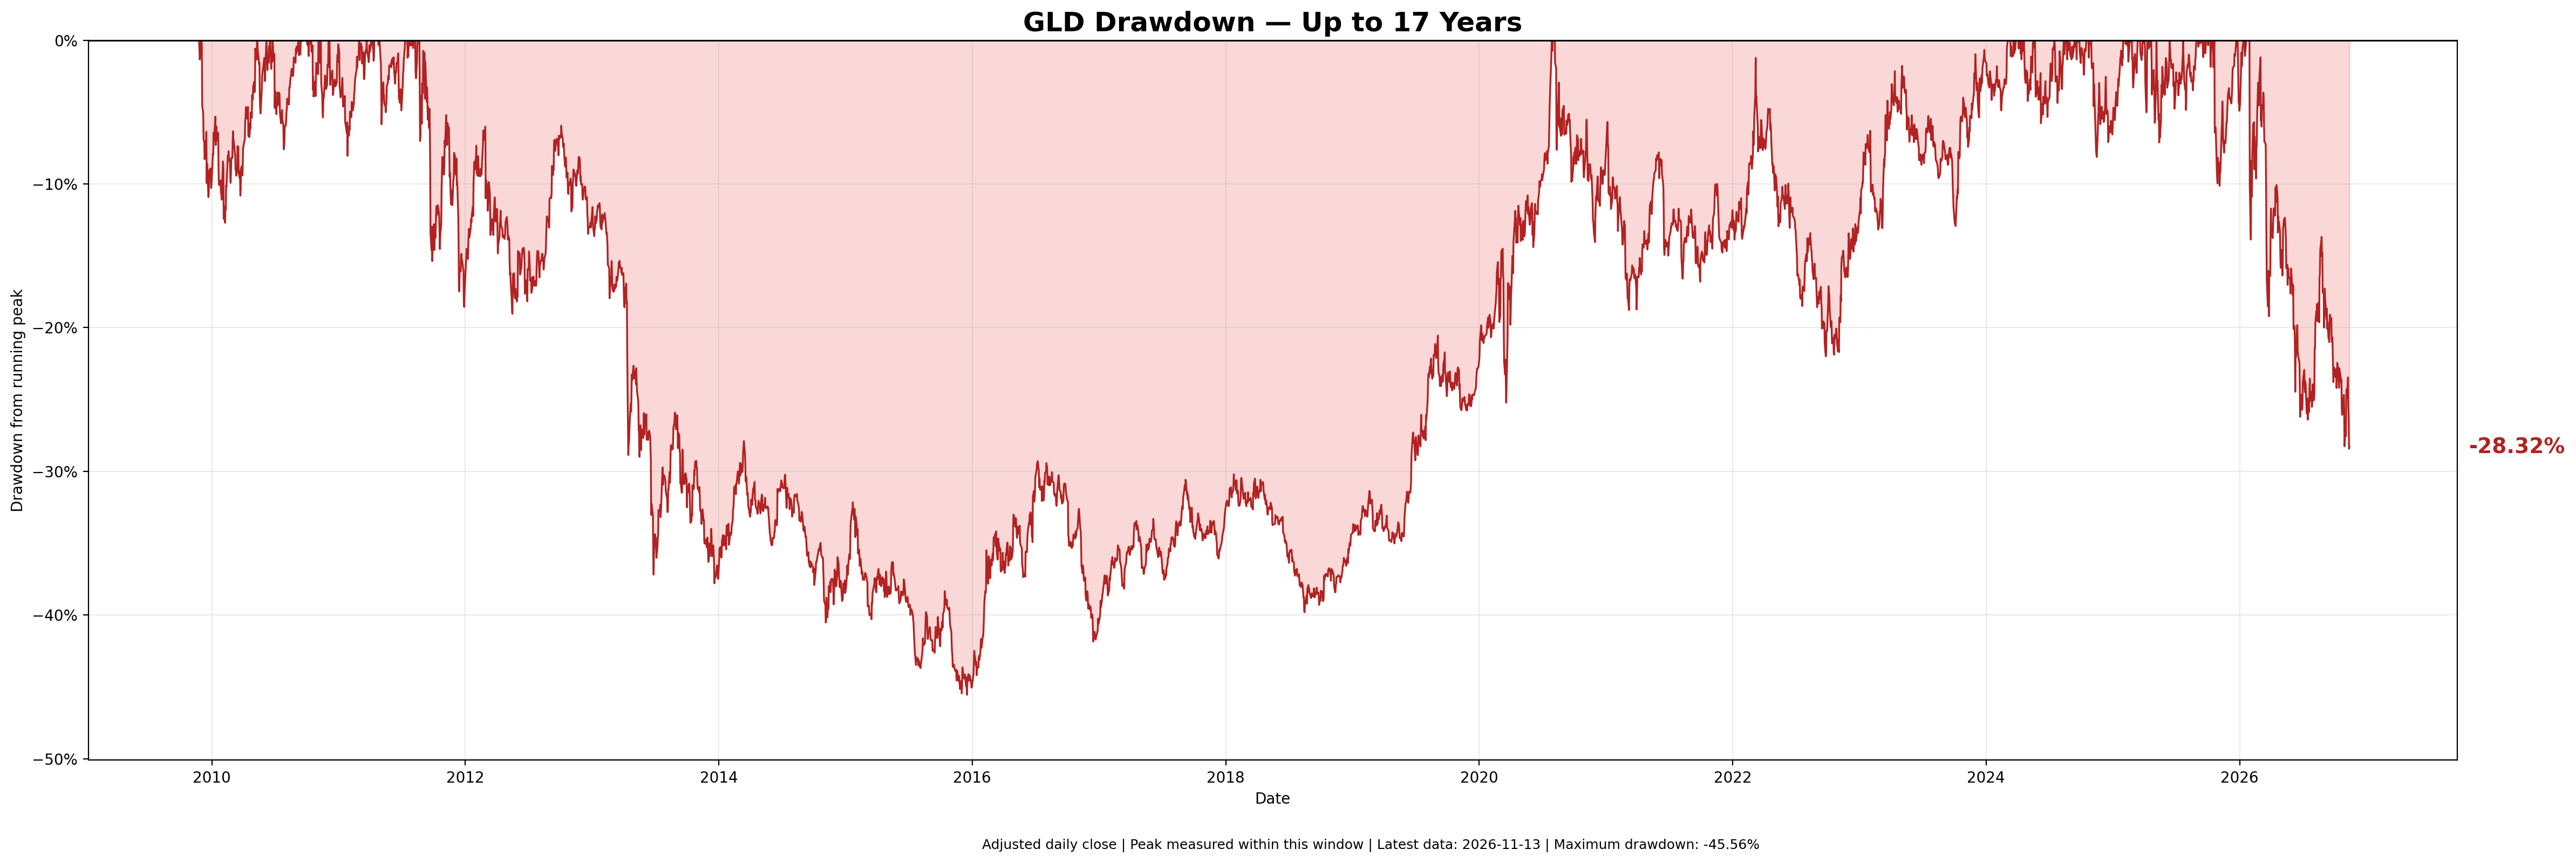 GLD Drawdown — Up to 17 Years
Drawdown from running peak
0%
−10%
−20%
−30%
−40%
−50%
-28.32%
2010 2012 2014 2016 2018 2020 2022 2024 2026
Date
Adjusted daily close | Peak measured within this window | Latest data: 2026-11-13 | Maximum drawdown: -45.56%